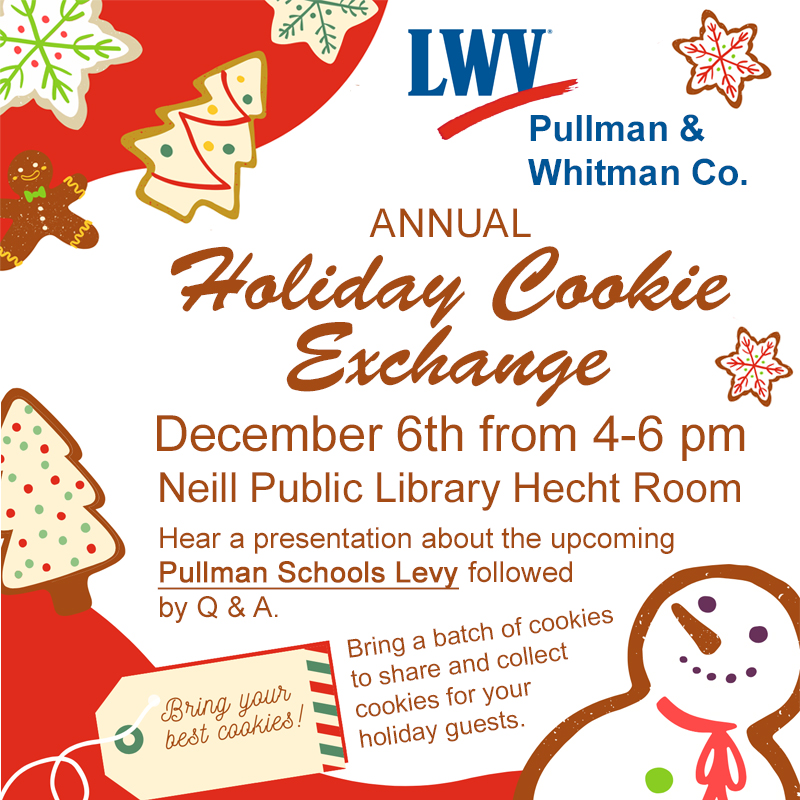 LWV
Pullman &
Whitman Co.
ANNUAL
Holiday Cookie
Exchange
December 6th from 4-6 pm
Neill Public Library Hecht Room
Hear a presentation about the upcoming
Pullman Schools Levy followed
by Q & A.
Bring a batch of cookies
to share and collect
cookies for your
holiday guests.
Bring your
best cookies!